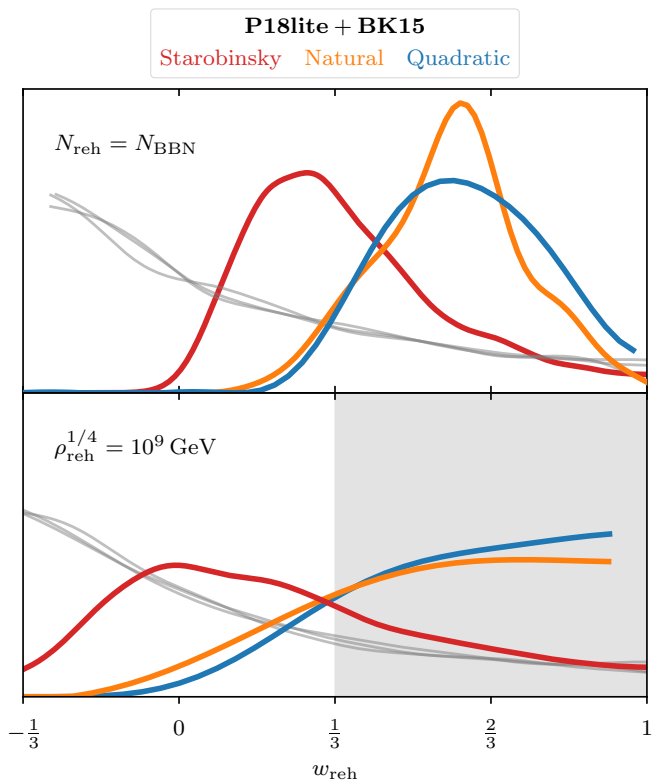 P18lite + BK15
Starobinsky Natural Quadratic
N_reh = N_BBN
ρ_reh^{1/4} = 10^9 GeV
−1/3 0 1/3 2/3 1
w_reh